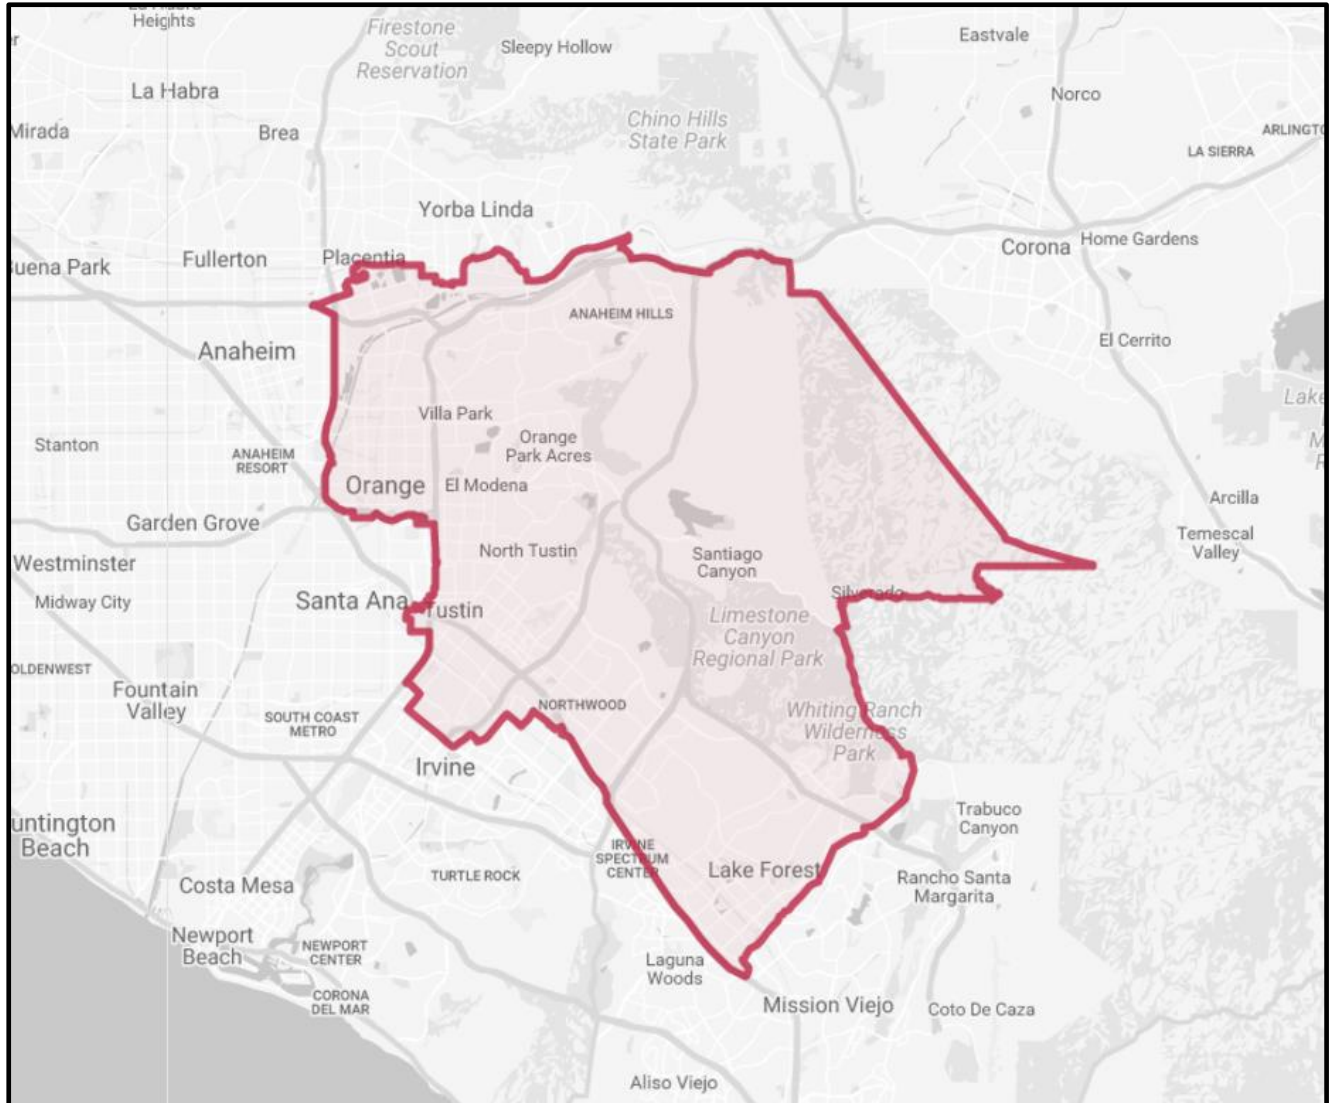 Heights
Firestone
Scout
Reservation
Sleepy Hollow
Eastvale
La Habra
Norco
Chino Hills
State Park
Mirada
Brea
LA SIERRA
Yorba Linda
Corona
Home Gardens
Buena Park
Fullerton
Placentia
ANAHEIM HILLS
Anaheim
El Cerrito
Lake
Villa Park
Stanton
ANAHEIM
RESORT
Orange
Park Acres
Orange
El Modena
Arcilla
Garden Grove
Temescal
Valley
Westminster
North Tustin
Santiago
Canyon
Midway City
Santa Ana
Tustin
Silverado
Limestone
Canyon
Regional Park
OLDENWEST
Fountain
Valley
SOUTH COAST
METRO
NORTHWOOD
Whiting Ranch
Wilderness
Park
Irvine
untington
Beach
Trabuco
Canyon
IRVINE
SPECTRUM
CENTER
Costa Mesa
TURTLE ROCK
Lake Forest
Rancho Santa
Margarita
Newport
Beach
NEWPORT
CENTER
Laguna
Woods
CORONA
DEL MAR
Mission Viejo
Coto De Caza
Aliso Viejo